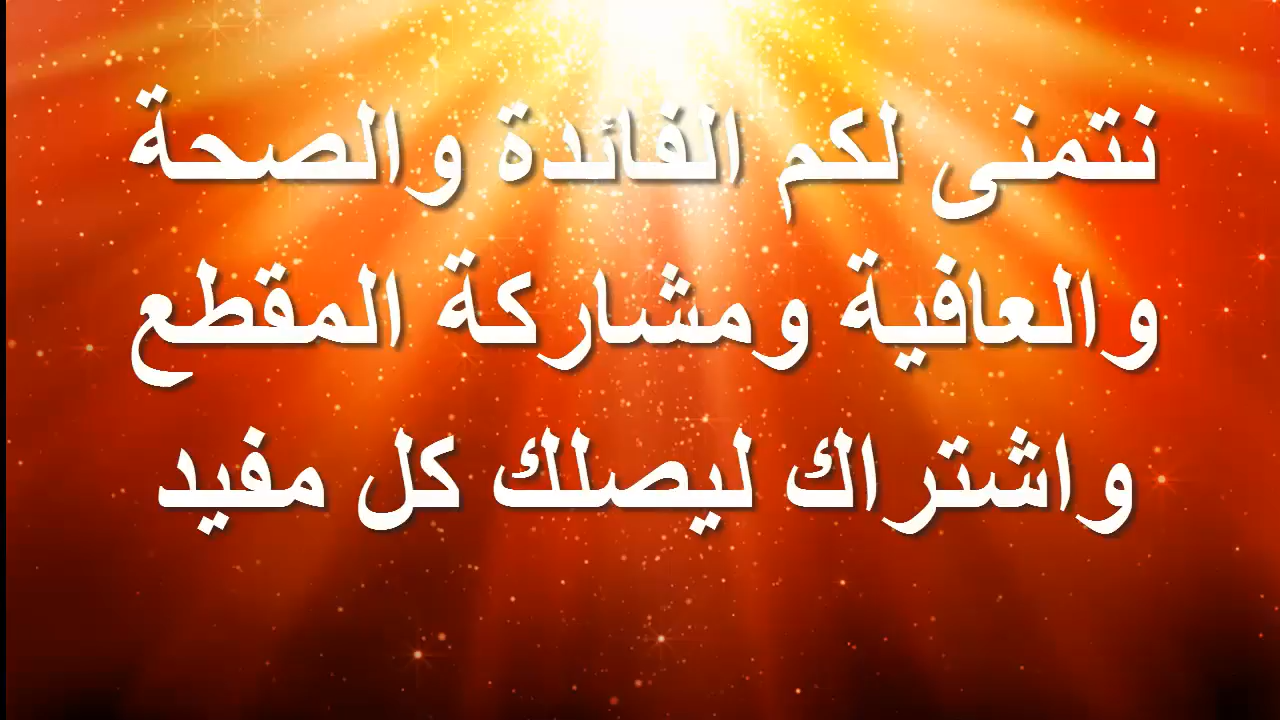 نتمنى لكم الفائدة والصحة
والعافية ومشاركة المقطع
واشتراك ليصلك كل مفيد